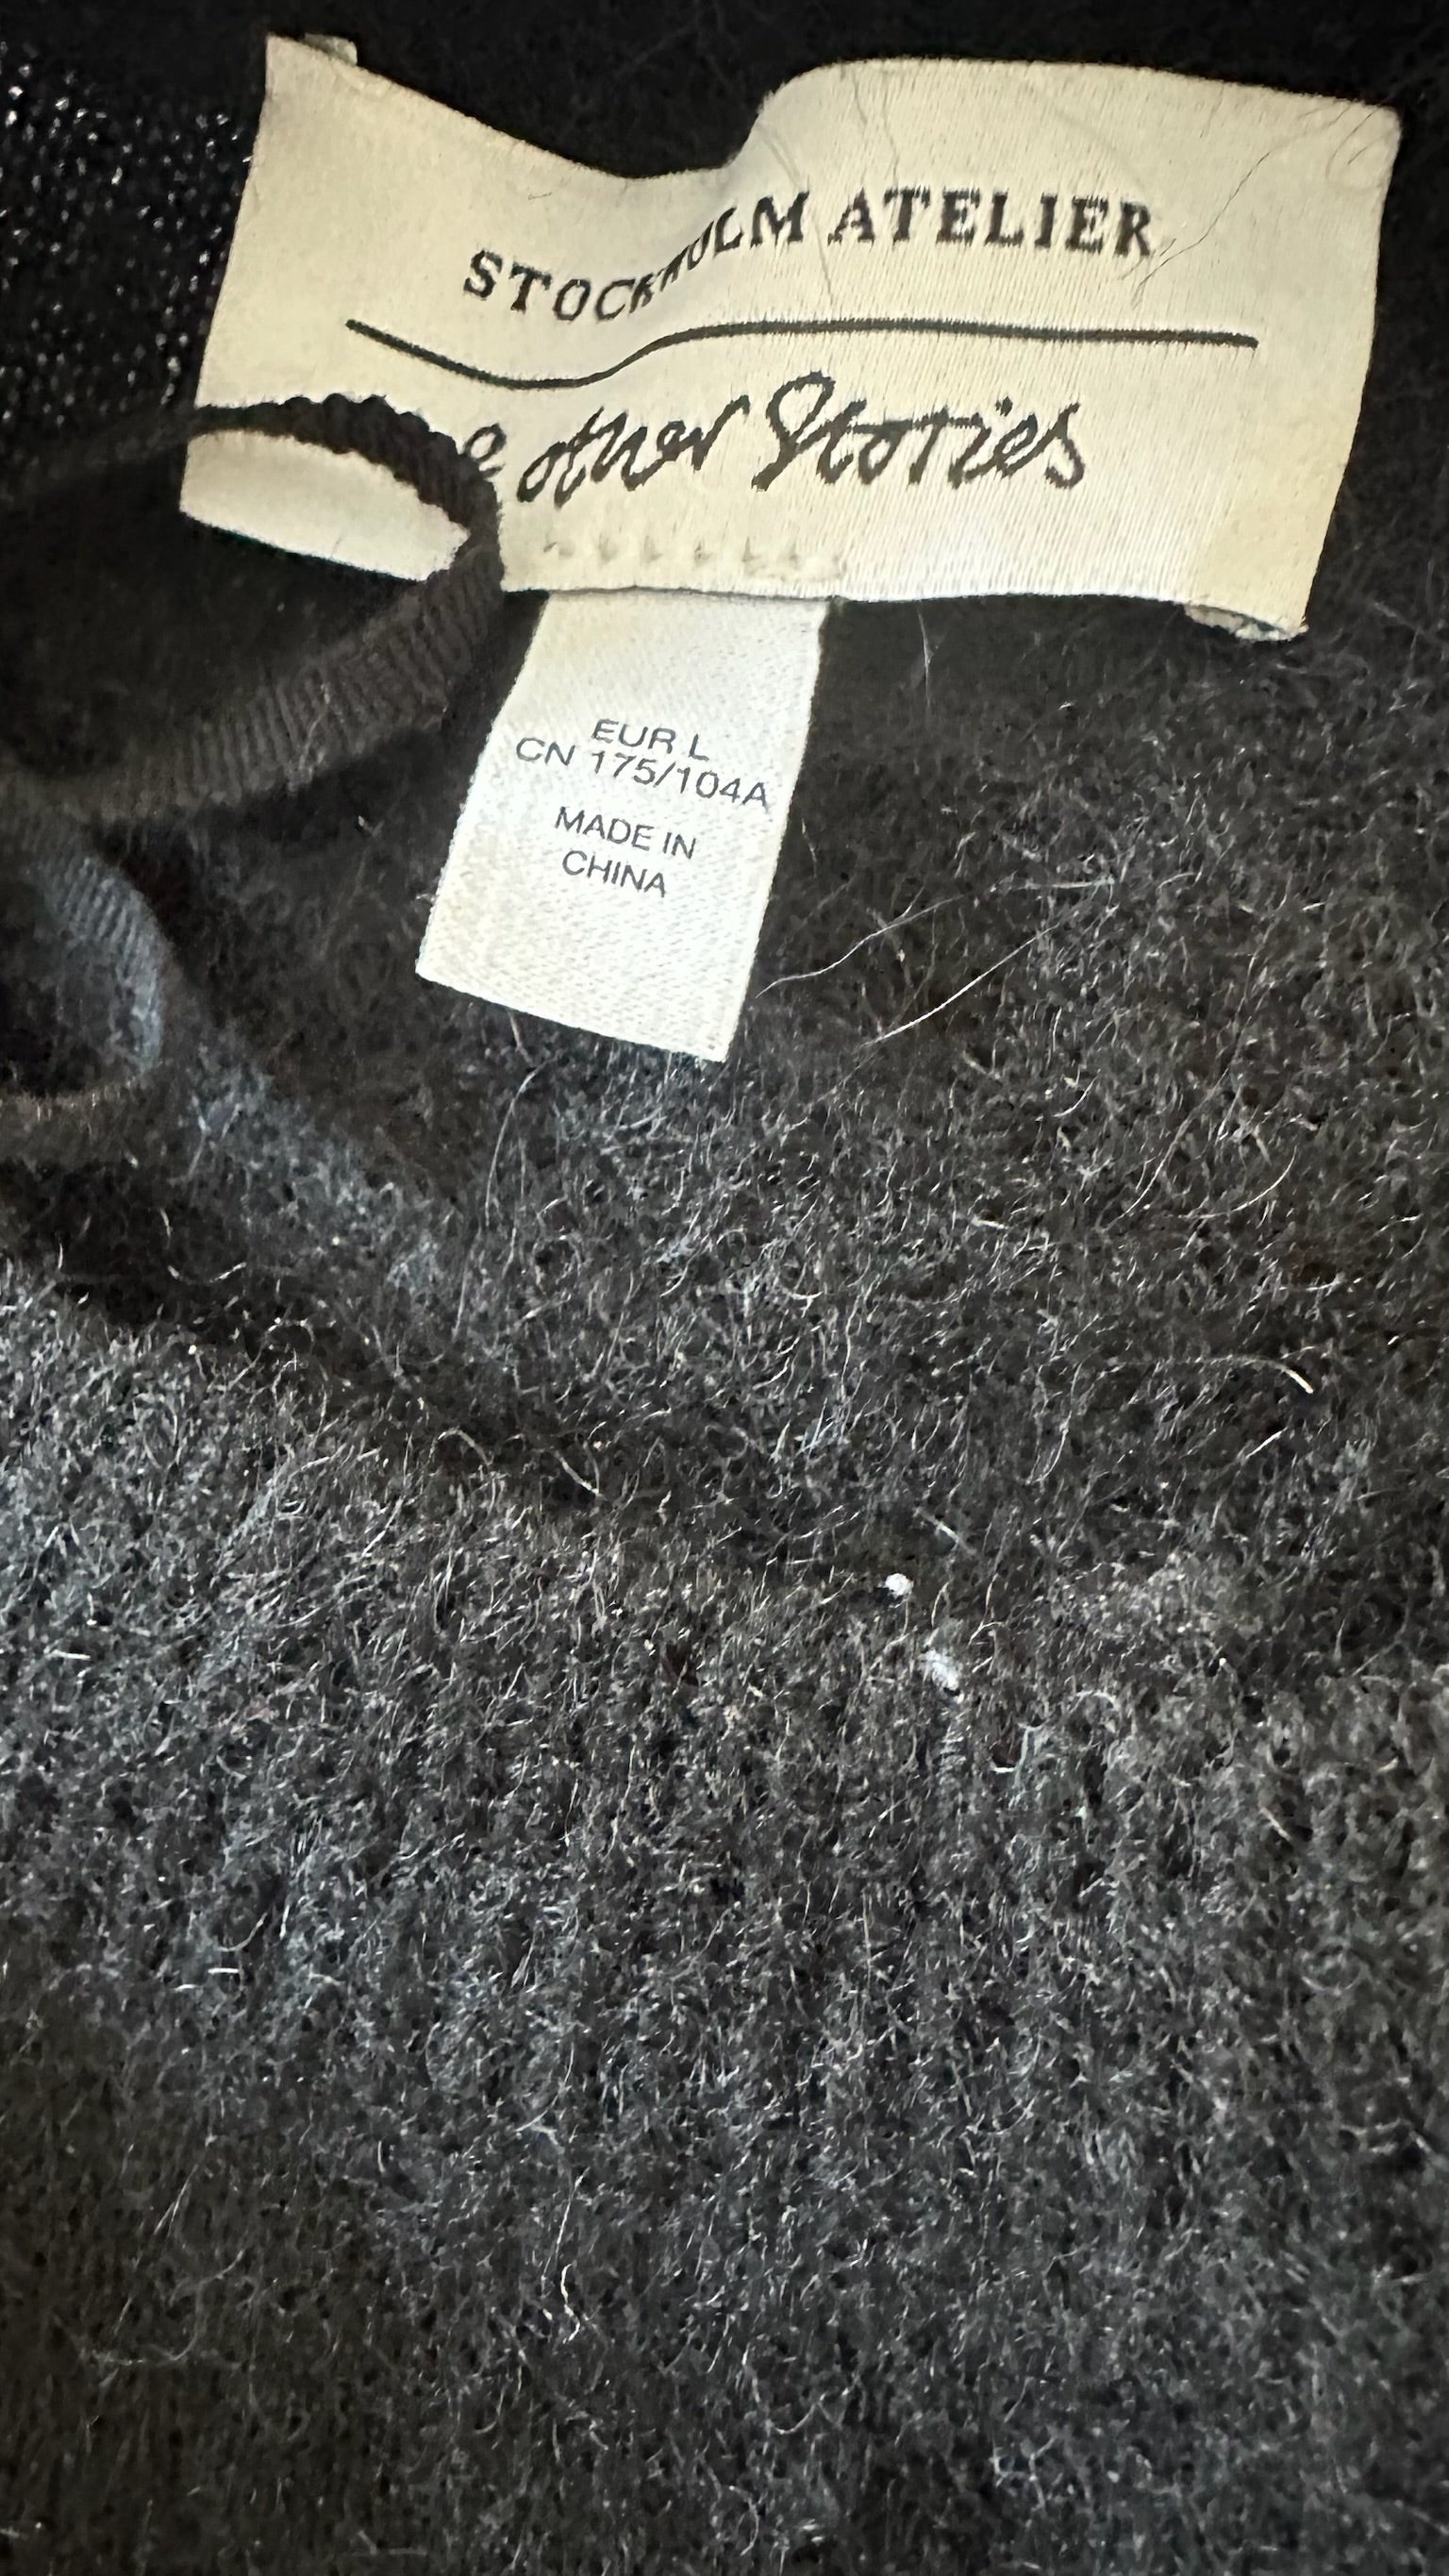 STOCKHOLM ATELIER
& other Stories
EUR L
CN 175/104A
MADE IN
CHINA